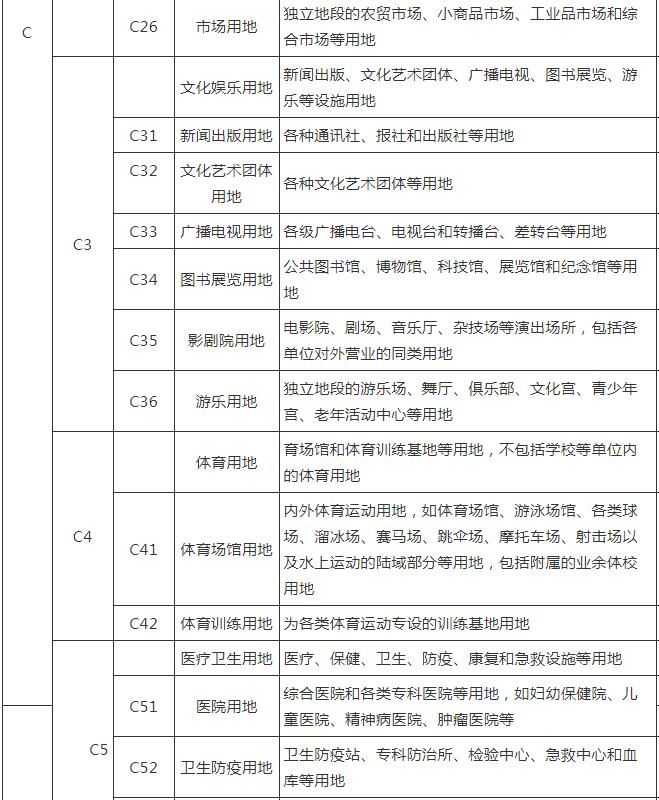 C
C26
市场用地
独立地段的农贸市场、小商品市场、工业品市场和综
合市场等用地
C3
文化娱乐用地
新闻出版、文化艺术团体、广播电视、图书展览、游
乐等设施用地
C31
新闻出版用地
各种通讯社、报社和出版社等用地
C32
文化艺术团体
用地
各种文化艺术团体等用地
C33
广播电视用地
各级广播电台、电视台和转播台、差转台等用地
C34
图书展览用地
公共图书馆、博物馆、科技馆、展览馆和纪念馆等用
地
C35
影剧院用地
电影院、剧场、音乐厅、杂技场等演出场所，包括各
单位对外营业的同类用地
C36
游乐用地
独立地段的游乐场、舞厅、俱乐部、文化宫、青少年
宫、老年活动中心等用地
C4
体育用地
育场馆和体育训练基地等用地，不包括学校等单位内
的体育用地
C41
体育场馆用地
内外体育运动用地，如体育场馆、游泳场馆、各类球
场、溜冰场、赛马场、跳伞场、摩托车场、射击场以
及水上运动的陆域部分等用地，包括附属的业余体校
用地
C42
体育训练用地
为各类体育运动专设的训练基地用地
C5
医疗卫生用地
医疗、保健、卫生、防疫、康复和急救设施等用地
C51
医院用地
综合医院和各类专科医院等用地，如妇幼保健院、儿
童医院、精神病医院、肿瘤医院等
C52
卫生防疫用地
卫生防疫站、专科防治所、检验中心、急救中心和血
库等用地